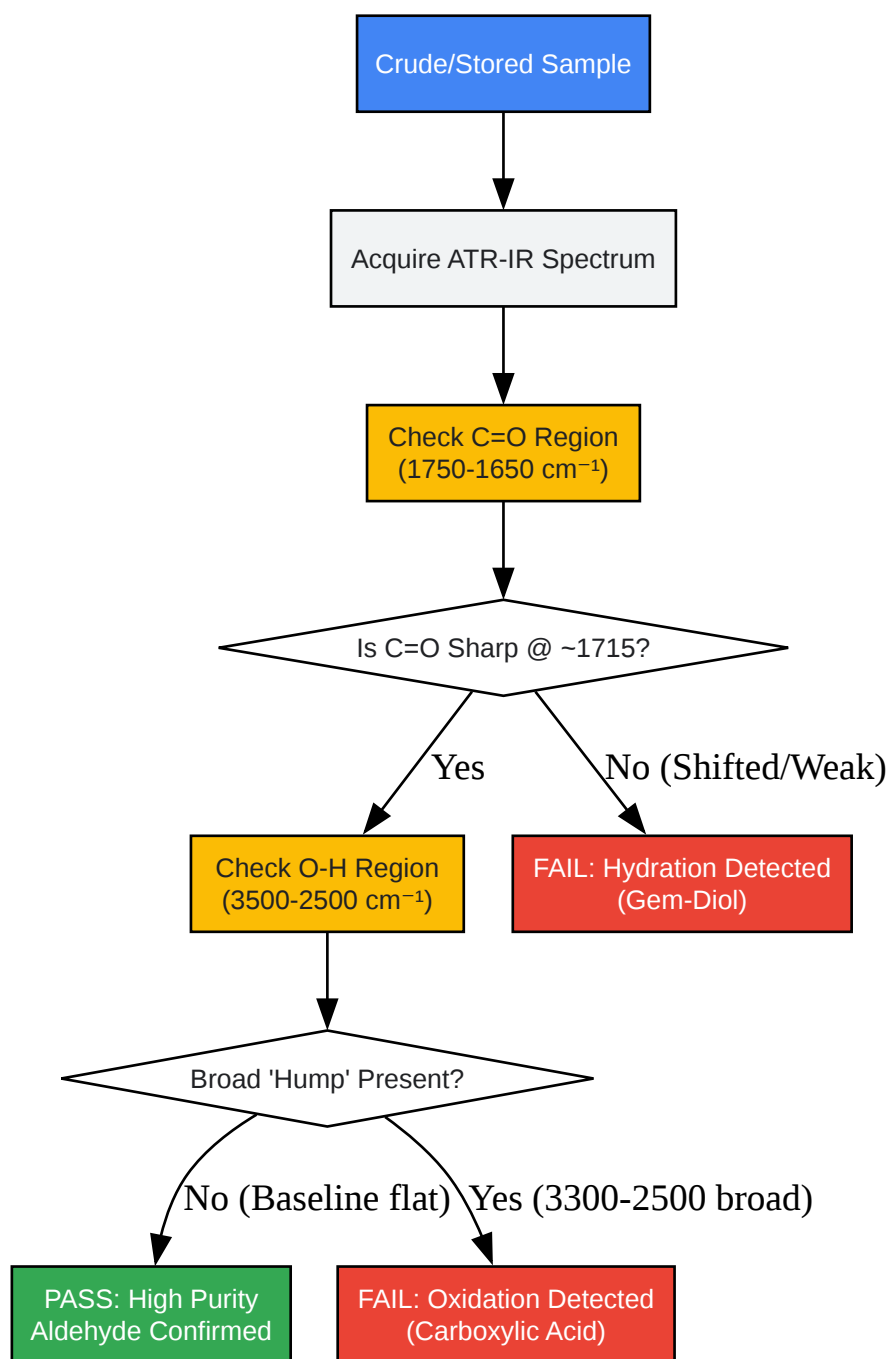 Crude/Stored Sample
Acquire ATR-IR Spectrum
Check C=O Region
(1750-1650 cm⁻¹)
Is C=O Sharp @ ~1715?
Yes
No (Shifted/Weak)
Check O-H Region
(3500-2500 cm⁻¹)
FAIL: Hydration Detected
(Gem-Diol)
Broad 'Hump' Present?
No (Baseline flat)
Yes (3300-2500 broad)
PASS: High Purity
Aldehyde Confirmed
FAIL: Oxidation Detected
(Carboxylic Acid)